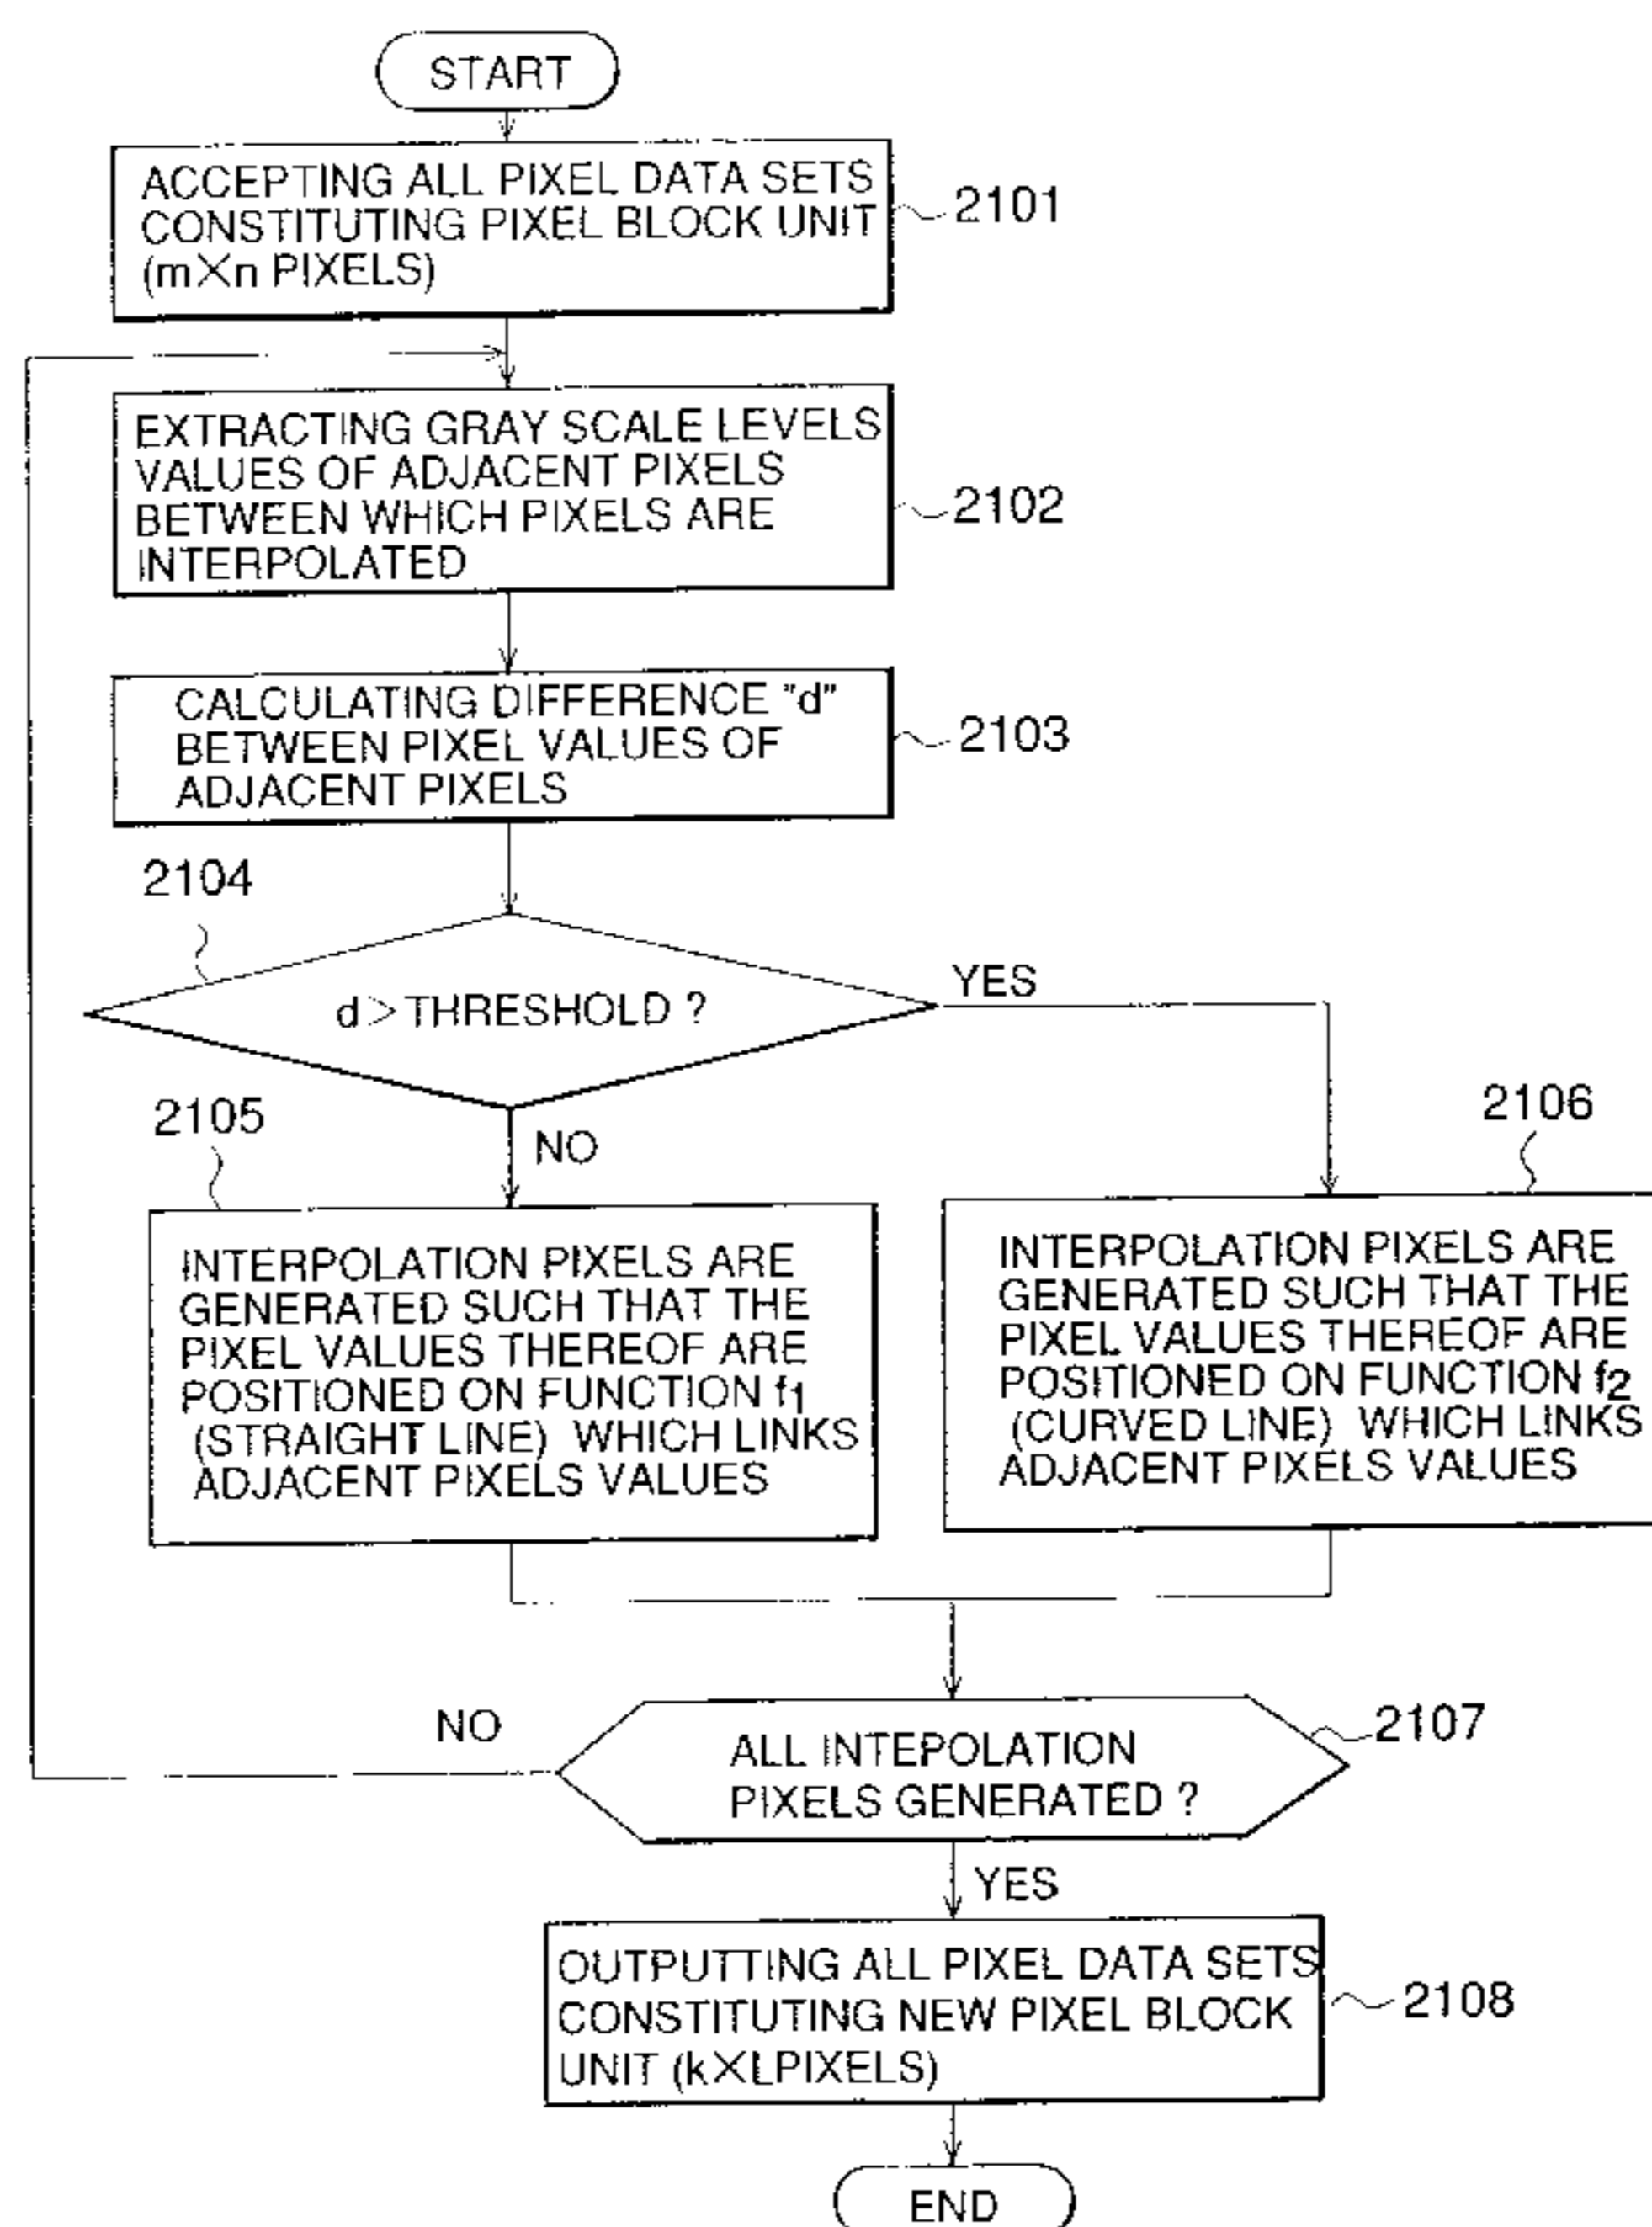 START
ACCEPTING ALL PIXEL DATA SETS
CONSTITUTING PIXEL BLOCK UNIT
(m×n PIXELS)
2101
EXTRACTING GRAY SCALE LEVELS
VALUES OF ADJACENT PIXELS
BETWEEN WHICH PIXELS ARE
INTERPOLATED
2102
CALCULATING DIFFERENCE "d"
BETWEEN PIXEL VALUES OF
ADJACENT PIXELS
2103
2104
d>THRESHOLD ?
YES
NO
2105
INTERPOLATION PIXELS ARE
GENERATED SUCH THAT THE
PIXEL VALUES THEREOF ARE
POSITIONED ON FUNCTION f1
(STRAIGHT LINE) WHICH LINKS
ADJACENT PIXELS VALUES
2106
INTERPOLATION PIXELS ARE
GENERATED SUCH THAT THE
PIXEL VALUES THEREOF ARE
POSITIONED ON FUNCTION f2
(CURVED LINE) WHICH LINKS
ADJACENT PIXELS VALUES
NO
ALL INTEPOLATION
PIXELS GENERATED ?
2107
YES
OUTPUTTING ALL PIXEL DATA SETS
CONSTITUTING NEW PIXEL BLOCK
UNIT (k×LPIXELS)
2108
END